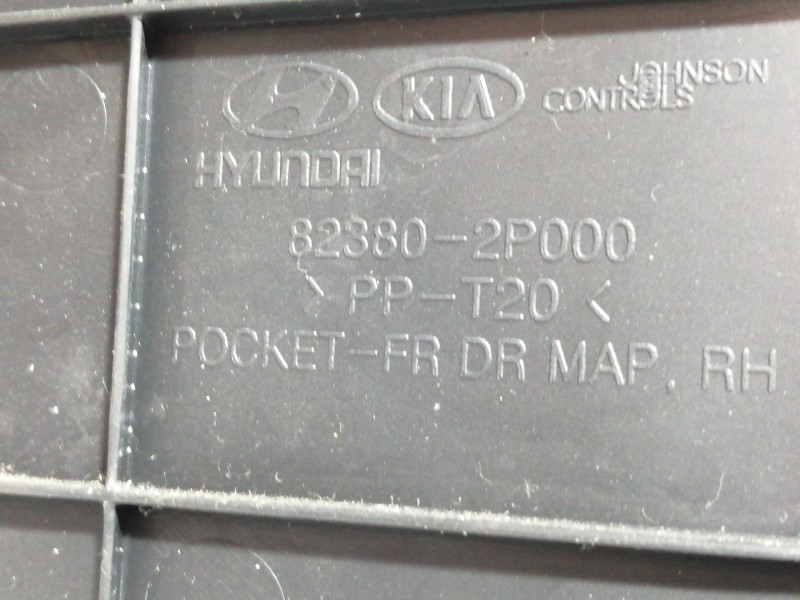 KIA JOHNSON
CONTROLS
HYUNDAI
82380-2P000
> PP-T20 <
POCKET-FR DR MAP, RH